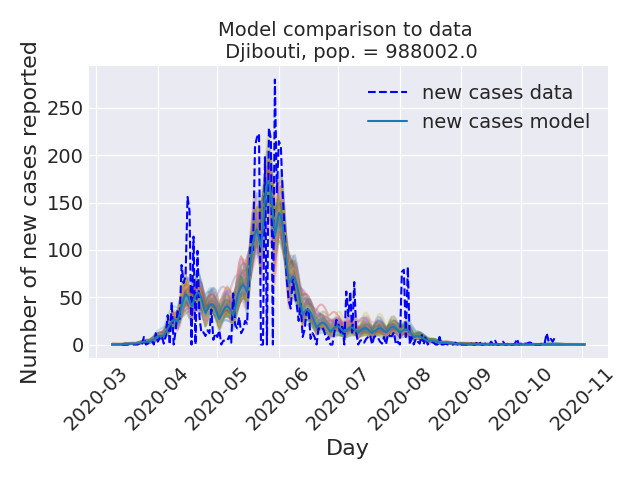 Model comparison to data
Djibouti, pop. = 988002.0
Number of new cases reported
250
200
150
100
50
0
new cases data
new cases model
2020-03
2020-04
2020-05
2020-06
2020-07
2020-08
2020-09
2020-10
2020-11
Day